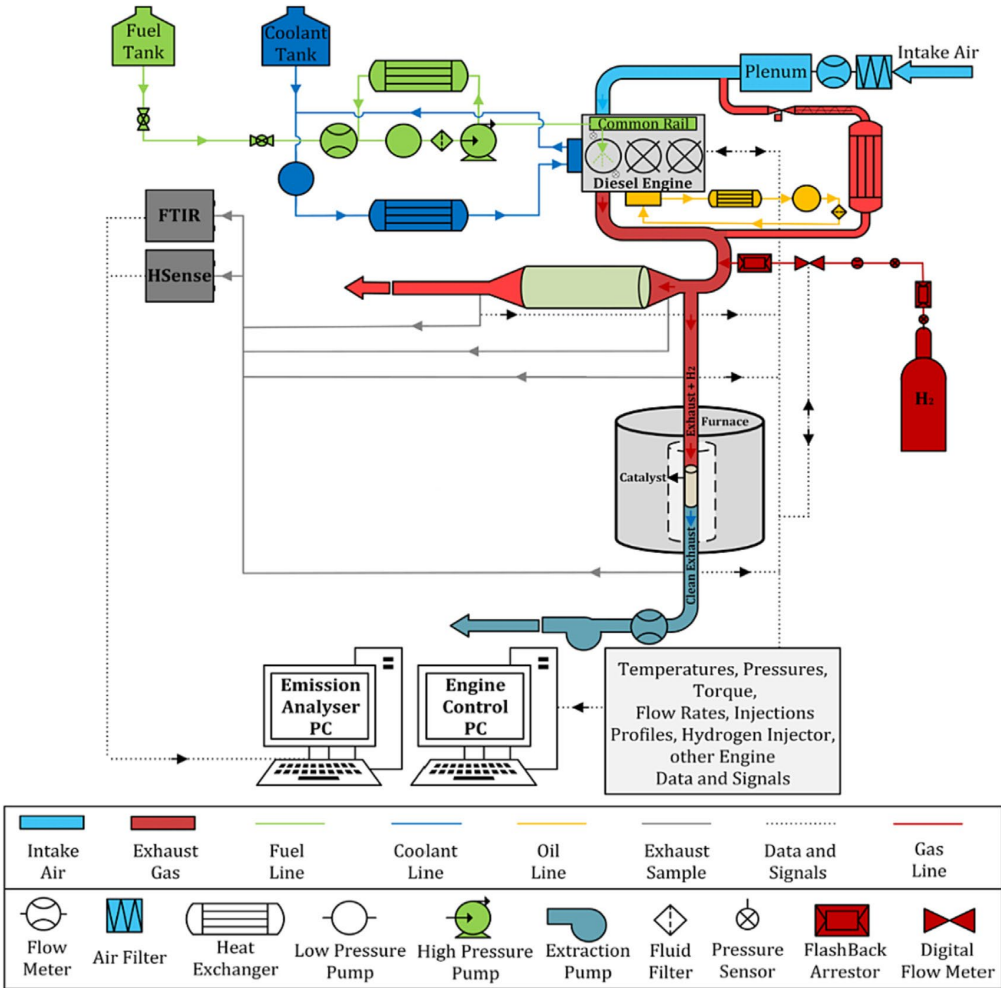 Fuel
Tank
Coolant
Tank
Intake Air
Plenum
Common Rail
Diesel Engine
FTIR
HSense
H₂
Exhaust + H₂
Furnace
Catalyst
Clean Exhaust
Emission
Analyser
PC
Engine
Control
PC
Temperatures, Pressures,
Torque,
Flow Rates, Injections
Profiles, Hydrogen Injector,
other Engine
Data and Signals
Intake
Air
Exhaust
Gas
Fuel
Line
Coolant
Line
Oil
Line
Exhaust
Sample
Data and
Signals
Gas
Line
Flow
Meter
Air Filter
Heat
Exchanger
Low Pressure
Pump
High Pressure
Pump
Extraction
Pump
Fluid
Filter
Pressure
Sensor
FlashBack
Arrestor
Digital
Flow Meter